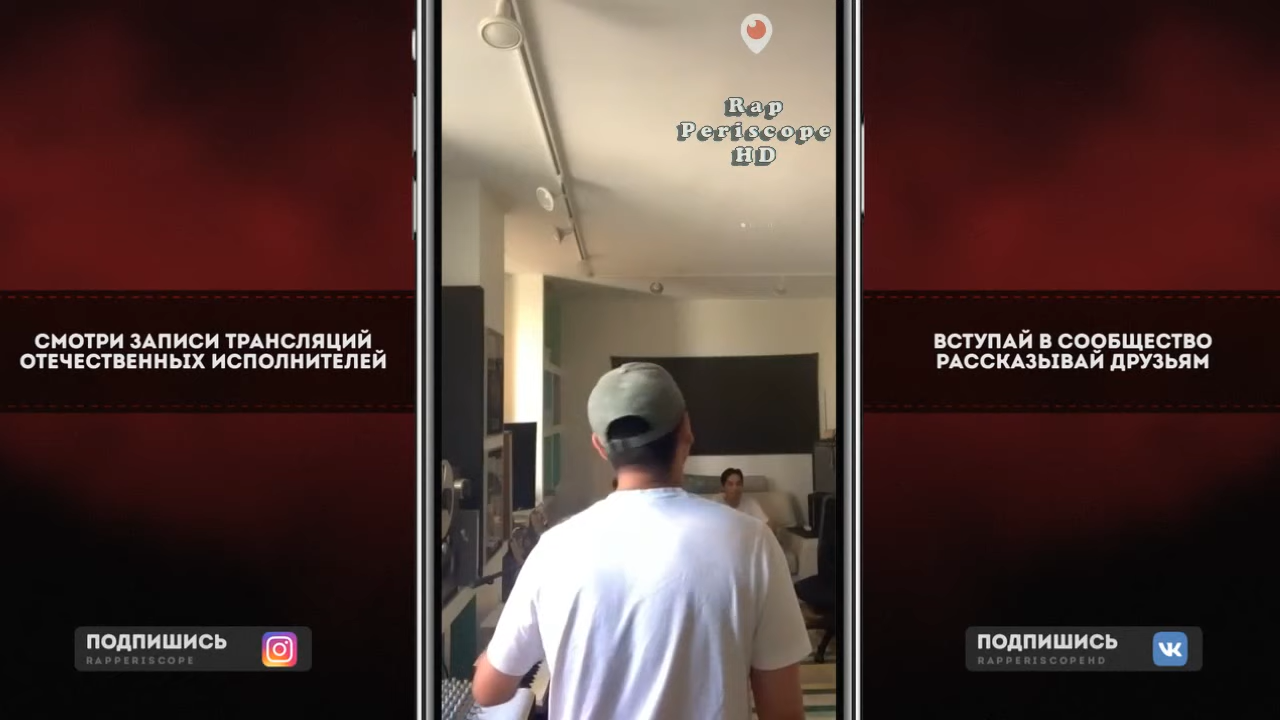 Rap
Periscope
HD
СМОТРИ ЗАПИСИ ТРАНСЛЯЦИЙ
ОТЕЧЕСТВЕННЫХ ИСПОЛНИТЕЛЕЙ
ВСТУПАЙ В СООБЩЕСТВО
РАССКАЗЫВАЙ ДРУЗЬЯМ
ПОДПИШИСЬ
RAPPERISCOPE
ПОДПИШИСЬ
RAPPERISCOPEHD